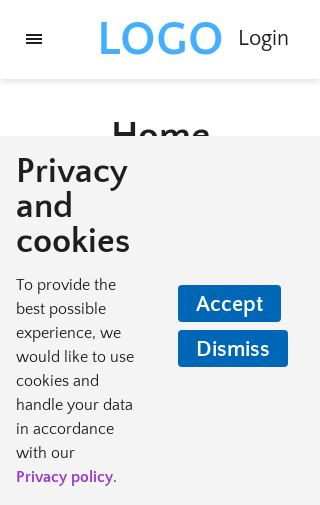 LOGO Login
Home
Privacy
and
cookies
To provide the
best possible
experience, we
would like to use
cookies and
handle your data
in accordance
with our
Privacy policy.
Accept
Dismiss